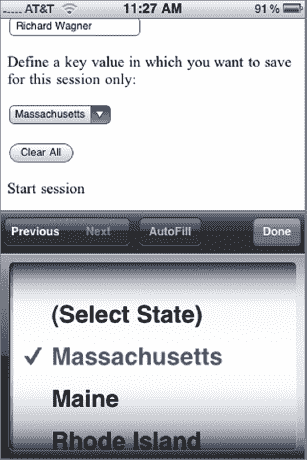 AT&T 11:27 AM 91%
Richard Wagner
Define a key value in which you want to save
for this session only:
Massachusetts
Clear All
Start session
Previous Next AutoFill Done
(Select State)
✓ Massachusetts
Maine
Rhode Island